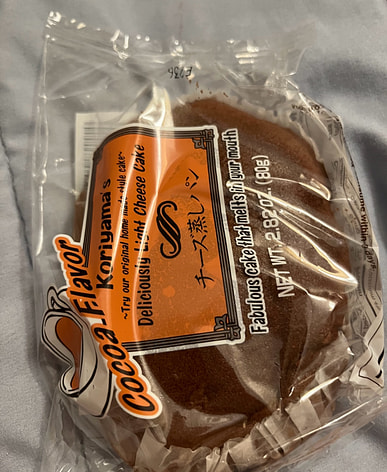 E236
Koriyama's
~Try our original home made style cake~
Deliciously Light Cheese Cake
チーズ蒸しパン
Cocoa Flavor
Fabulous cake that melts in your mouth
NET WT. 2.82 OZ. (80g)